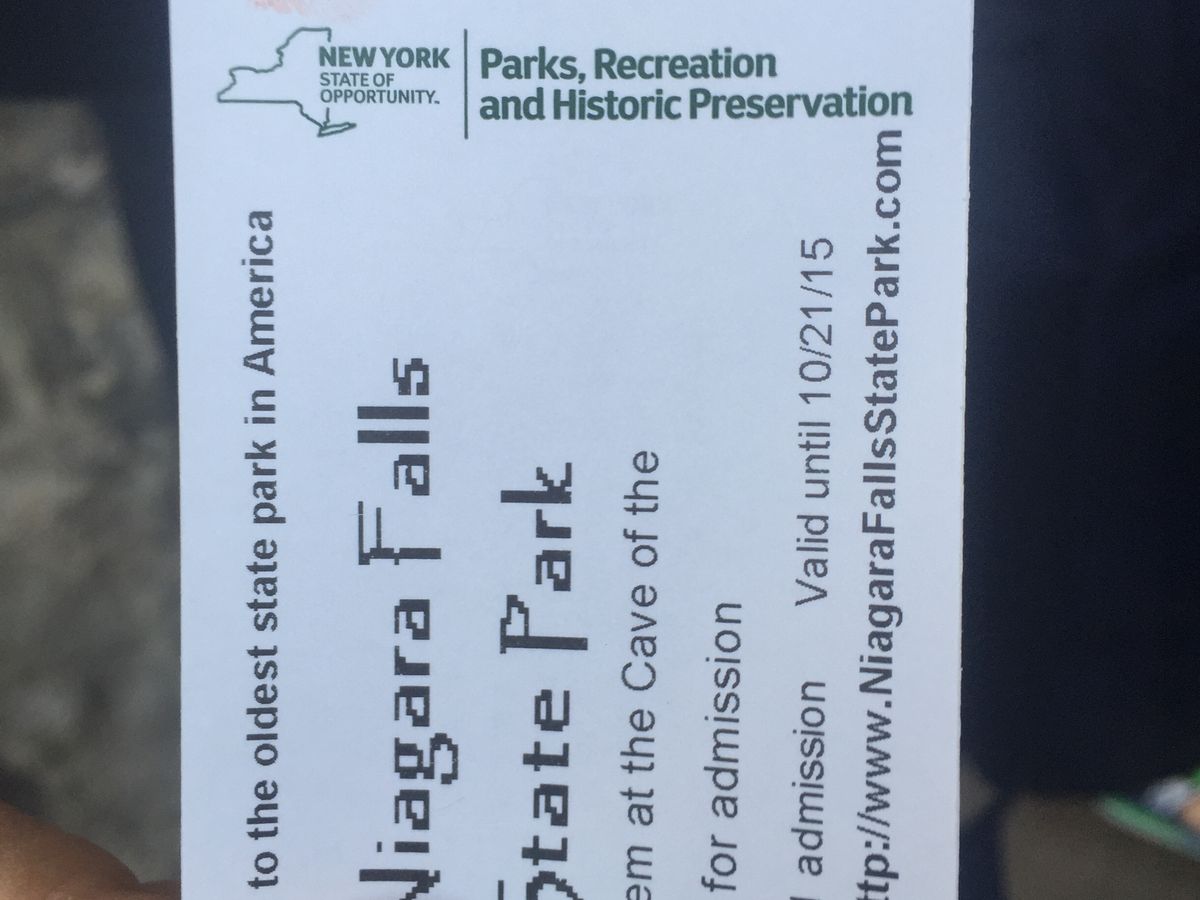 NEW YORK
STATE OF
OPPORTUNITY™
Parks, Recreation
and Historic Preservation
to the oldest state park in America
Niagara Falls
State Park
em at the Cave of the
for admission
admission Valid until 10/21/15
ttp://www.NiagaraFallsStatePark.com